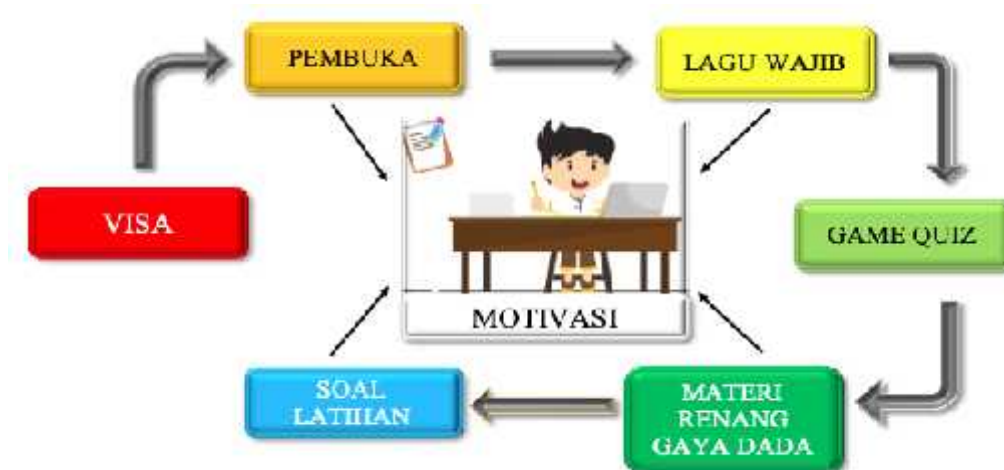 PEMBUKA
LAGU WAJIB
VISA
GAME QUIZ
MOTIVASI
SOAL
LATIHAN
MATERI
RENANG
GAYA DADA